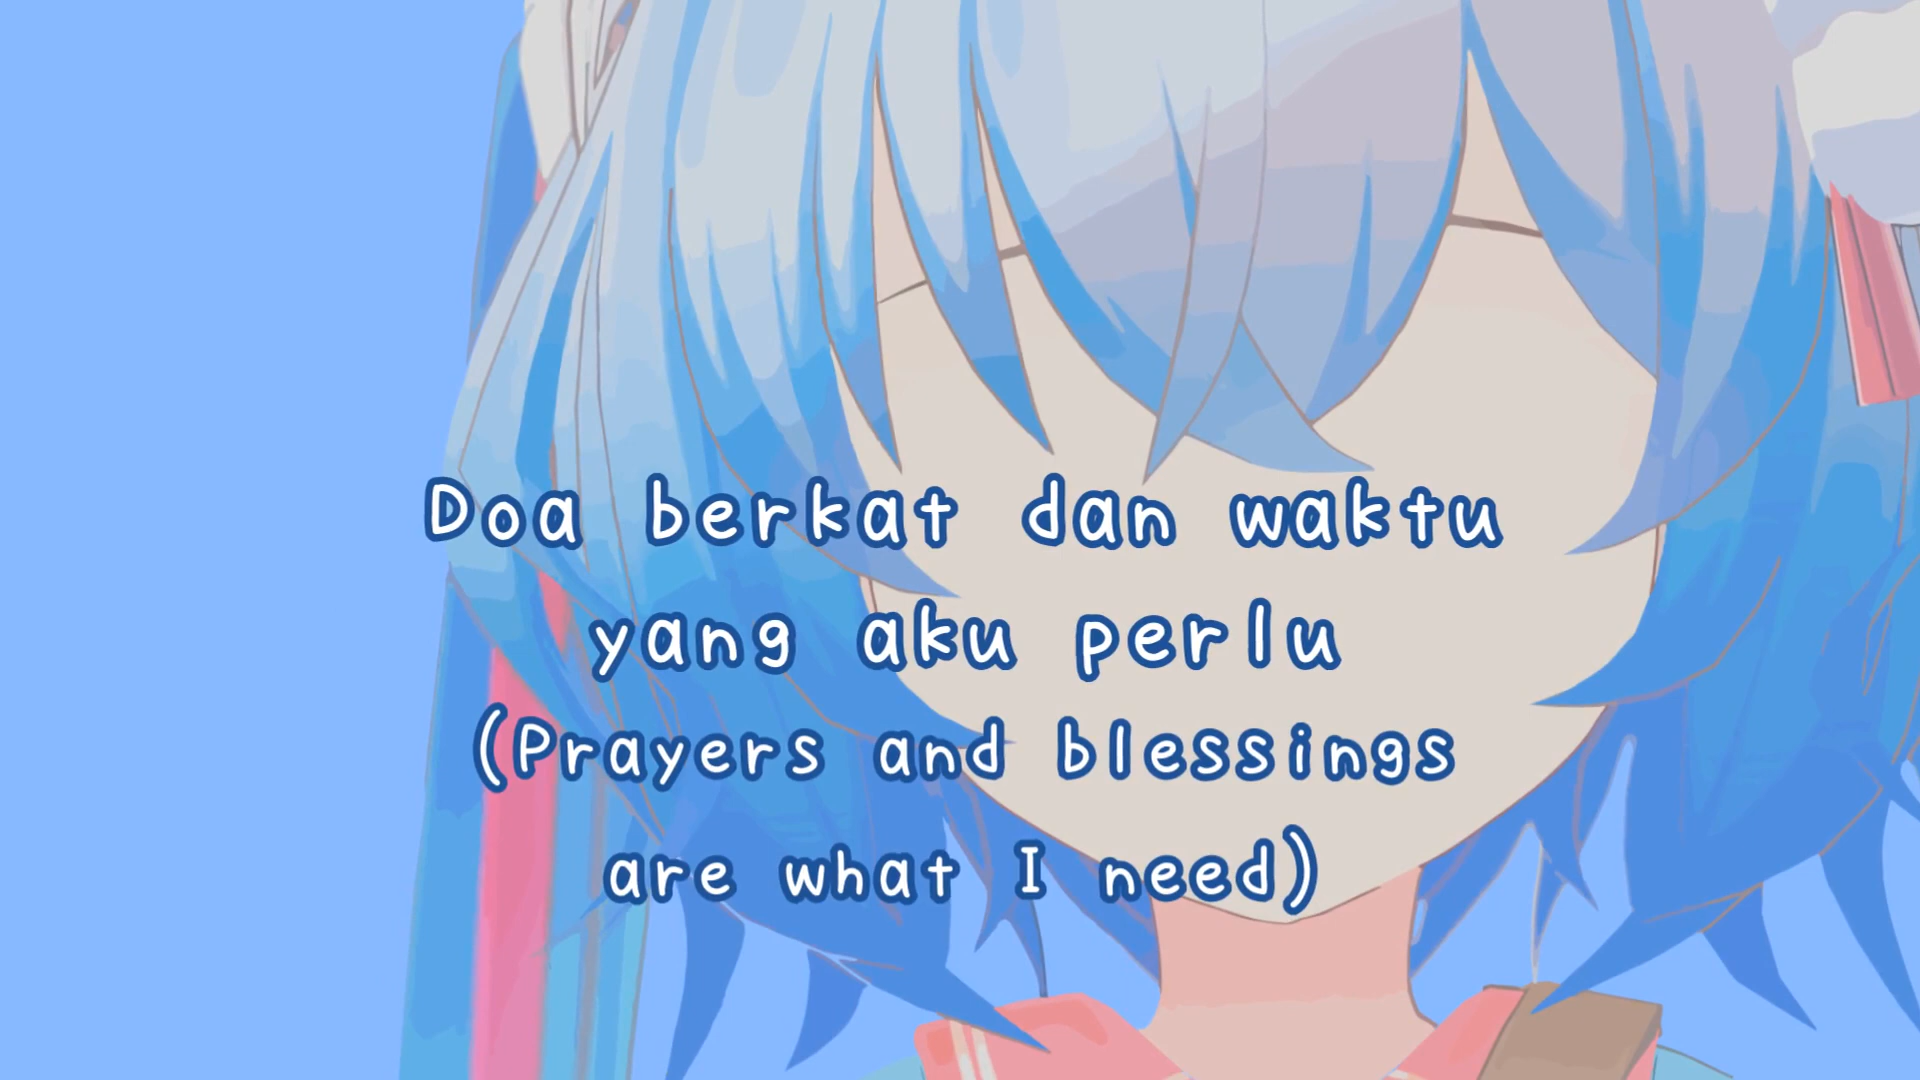 Doa berkat dan waktu
yang aku perlu
(Prayers and blessings
are what I need)